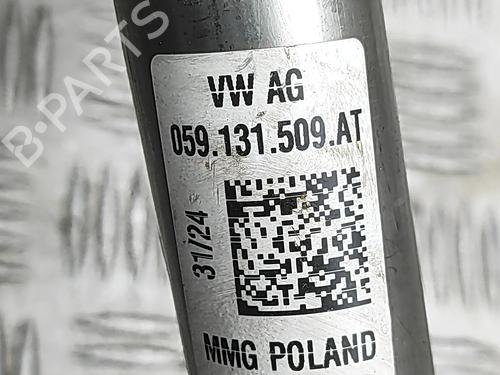 B-PARTS
VW AG
059.131.509.AT
31/24
MMG POLAND